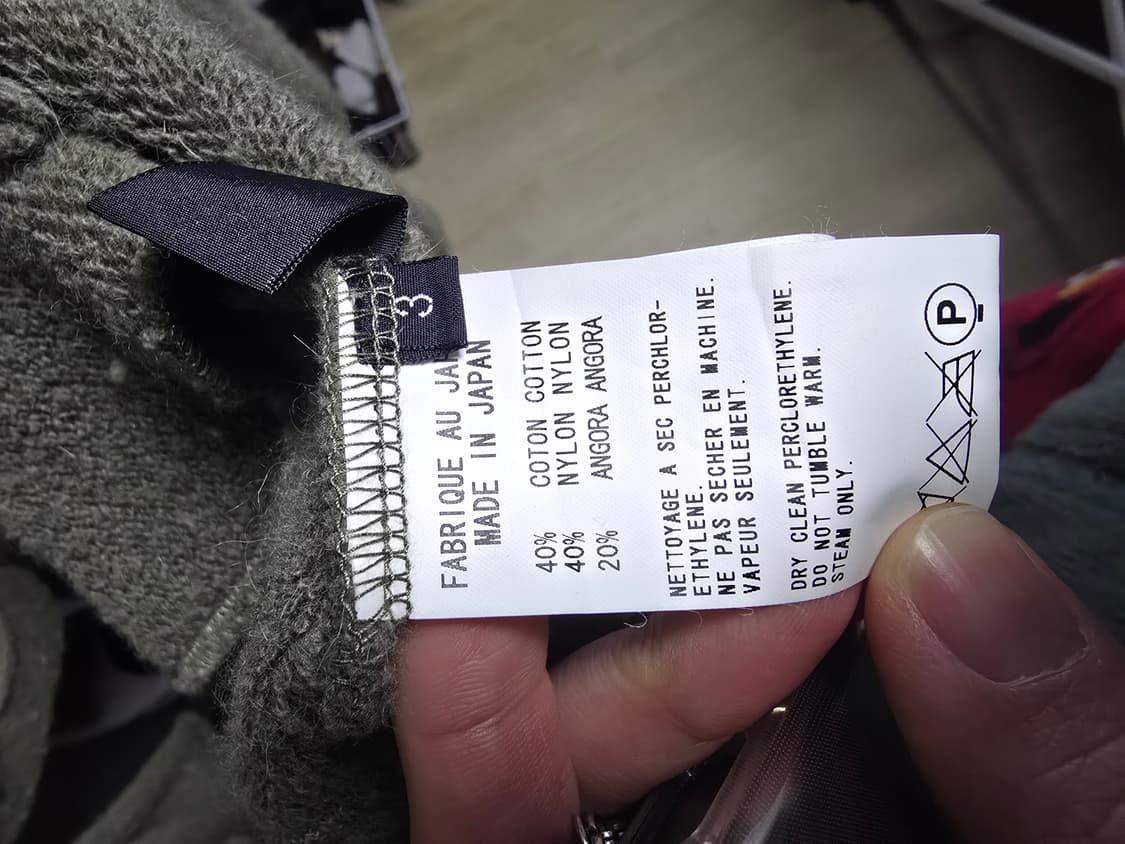 3
FABRIQUE AU
MADE IN JAPAN
40% COTON COTTON
40% NYLON NYLON
20% ANGORA ANGORA
NETTOYAGE A SEC PERCHLOR-
ETHYLENE.
NE PAS SECHER EN MACHINE.
VAPEUR SEULEMENT.
DRY CLEAN PERCLORETHYLENE.
DO NOT TUMBLE WARM.
STEAM ONLY.
P